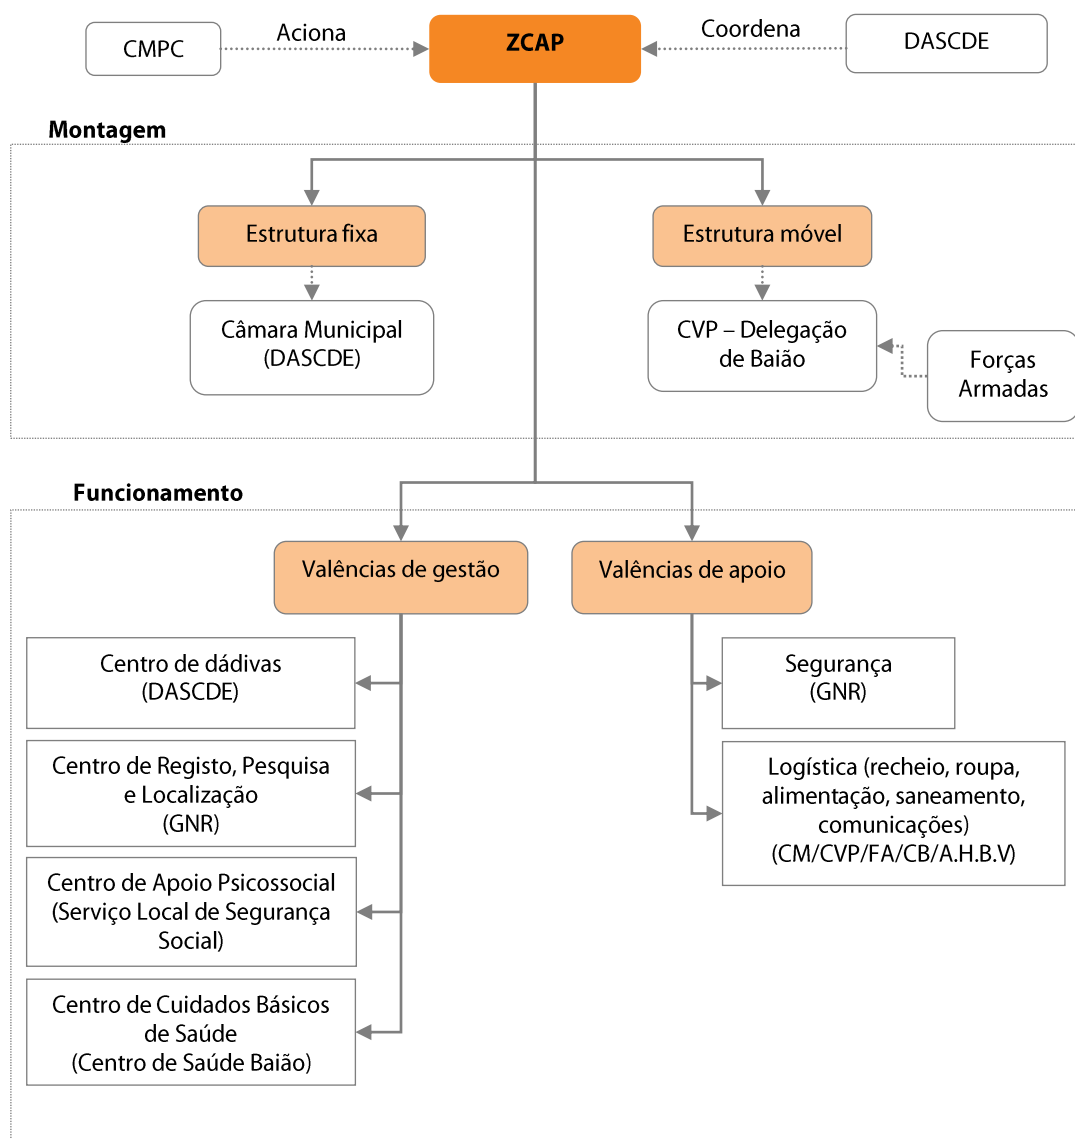 CMPC
Aciona
ZCAP
Coordena
DASCDE
Montagem
Estrutura fixa
Estrutura móvel
Câmara Municipal
(DASCDE)
CVP – Delegação
de Baião
Forças
Armadas
Funcionamento
Valências de gestão
Valências de apoio
Centro de dádivas
(DASCDE)
Centro de Registo, Pesquisa
e Localização
(GNR)
Centro de Apoio Psicossocial
(Serviço Local de Segurança
Social)
Centro de Cuidados Básicos
de Saúde
(Centro de Saúde Baião)
Segurança
(GNR)
Logística (recheio, roupa,
alimentação, saneamento,
comunicações)
(CM/CVP/FA/CB/A.H.B.V)